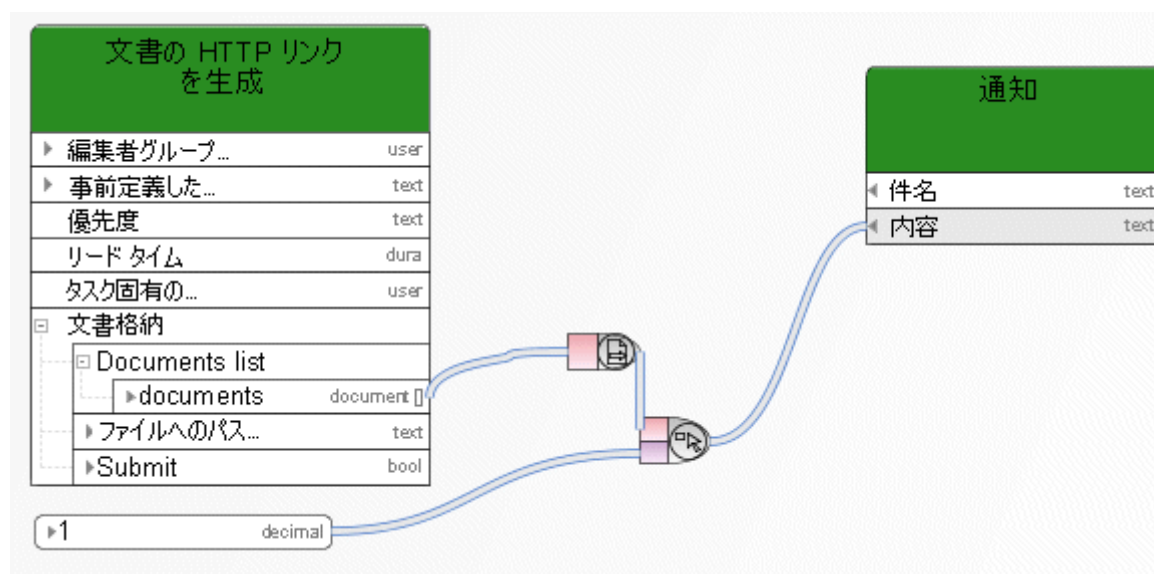 文書の HTTP リンク
を生成
編集者グループ... user
事前定義した... text
優先度 text
リード タイム dura
タスク固有の... user
文書格納
Documents list
documents document []
ファイルへのパス... text
Submit bool
1 decimal
通知
件名 text
内容 text